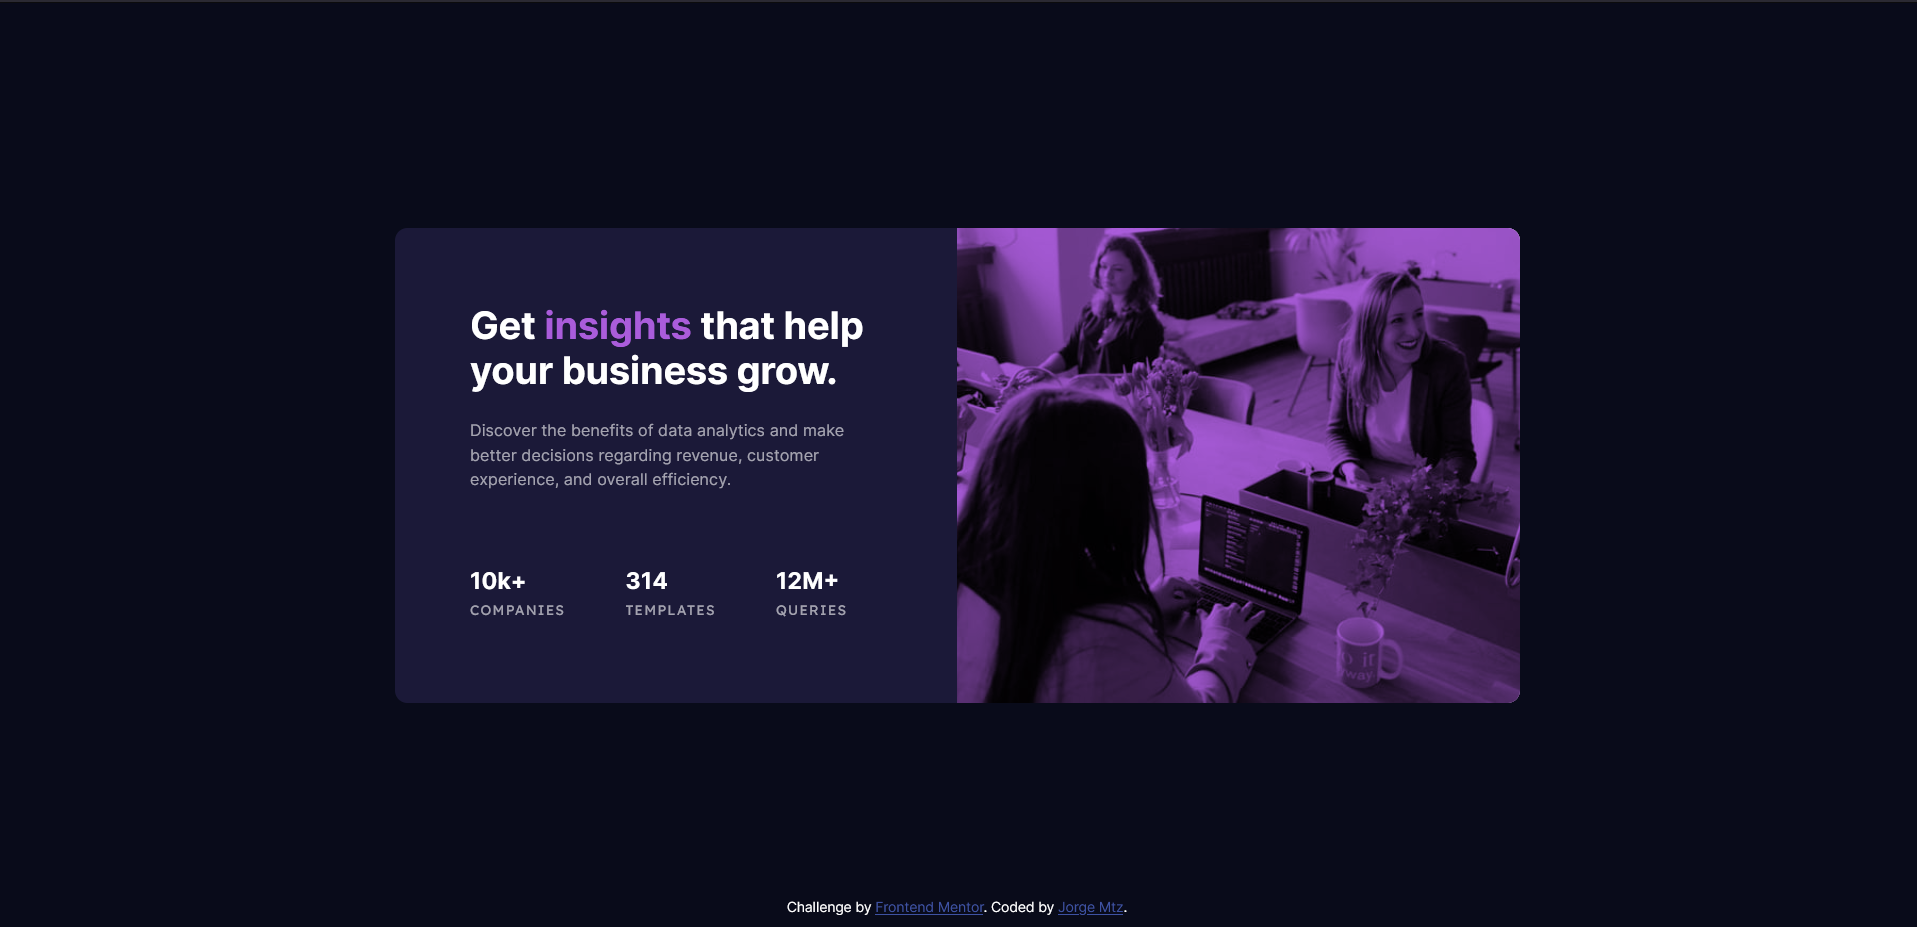 Get insights that help
your business grow.
Discover the benefits of data analytics and make
better decisions regarding revenue, customer
experience, and overall efficiency.
10k+ 314 12M+
COMPANIES TEMPLATES QUERIES
Challenge by Frontend Mentor. Coded by Jorge Mtz.